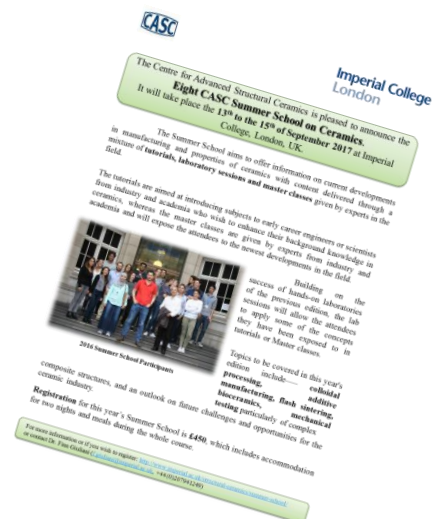 CASC
Imperial College
London
The Centre for Advanced Structural Ceramics is pleased to announce the
Eight CASC Summer School on Ceramics.
It will take place the 13th to the 15th of September 2017 at Imperial
College, London, UK.
The Summer School aims to offer information on current developments
in manufacturing and properties of ceramics with content delivered through a
mixture of tutorials, laboratory sessions and master classes given by experts in the
field.
The tutorials are aimed at introducing subjects to early career engineers or scientists
from industry and academia who wish to enhance their background knowledge in
ceramics, whereas the master classes are given by experts from industry and
academia and will expose the attendees to the newest developments in the field.
Building on the
success of hands-on laboratories
of the previous edition, the lab
sessions will allow the attendees
to apply some of the concepts
they have been exposed to in
tutorials or Master classes.
2016 Summer School Participants
Topics to be covered in this year's
edition include— colloidal
processing, additive
manufacturing, flash sintering,
bioceramics, mechanical
testing particularly of complex
composite structures, and an outlook on future challenges and opportunities for the
ceramic industry.
Registration for this year's Summer School is £450, which includes accommodation
for two nights and meals during the whole course.
For more information or if you wish to register:
or contact Dr. Finn Giuliani